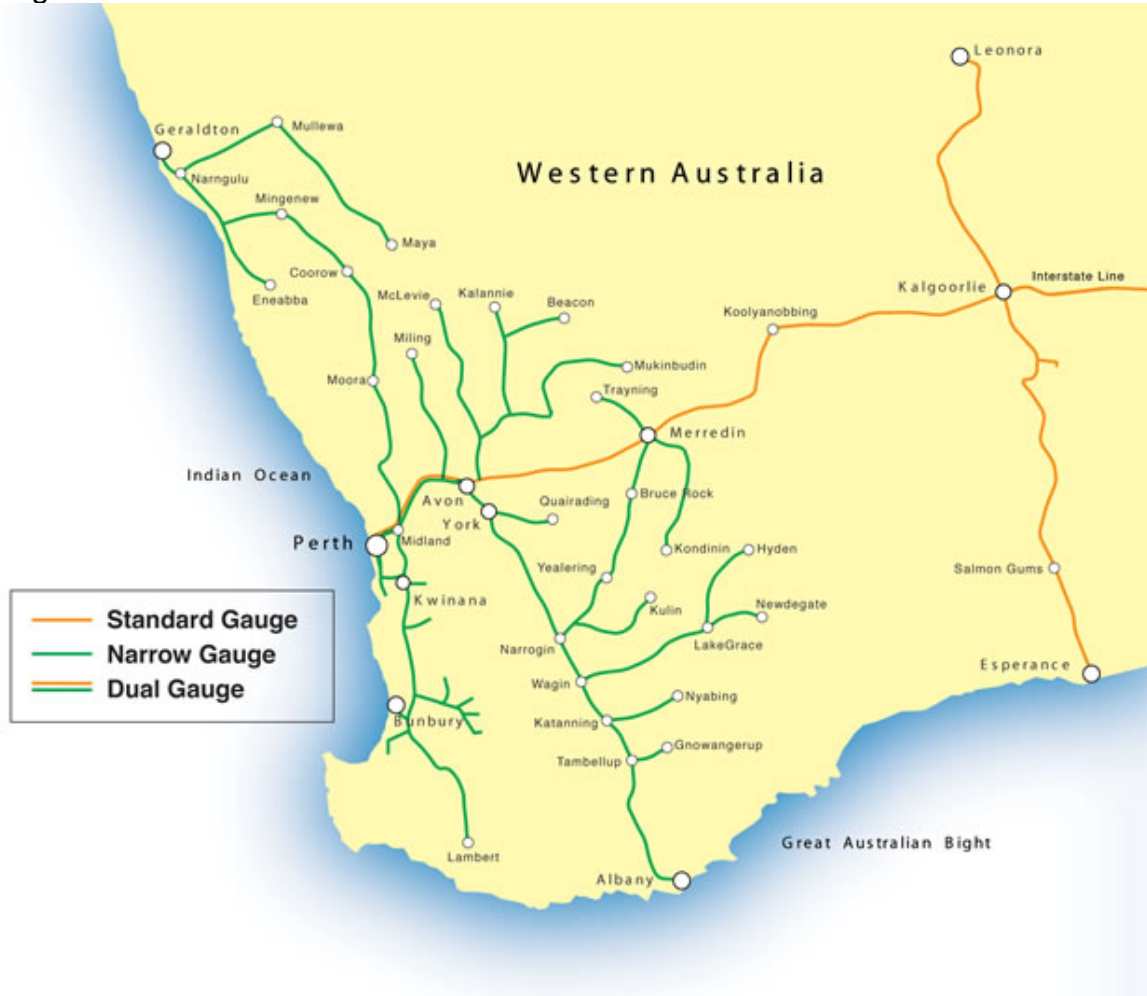 Leonora
Geraldton
Mullewa
Western Australia
Narngulu
Mingenew
Maya
Coorow
Interstate Line
Kalgoorlie
Eneabba
McLevie
Kalannie
Beacon
Koolyanobbing
Miling
Mukinbudin
Moora
Trayning
Merredin
Indian Ocean
Avon
Quairading
Bruce Rock
York
Perth
Midland
Kondinin
Hyden
Yealering
Salmon Gums
Kwinana
Kulin
Newdegate
Standard Gauge
Narrow Gauge
Dual Gauge
Narrogin
LakeGrace
Esperance
Wagin
Nyabing
Bunbury
Katanning
Gnowangerup
Tambellup
Great Australian Bight
Lambert
Albany